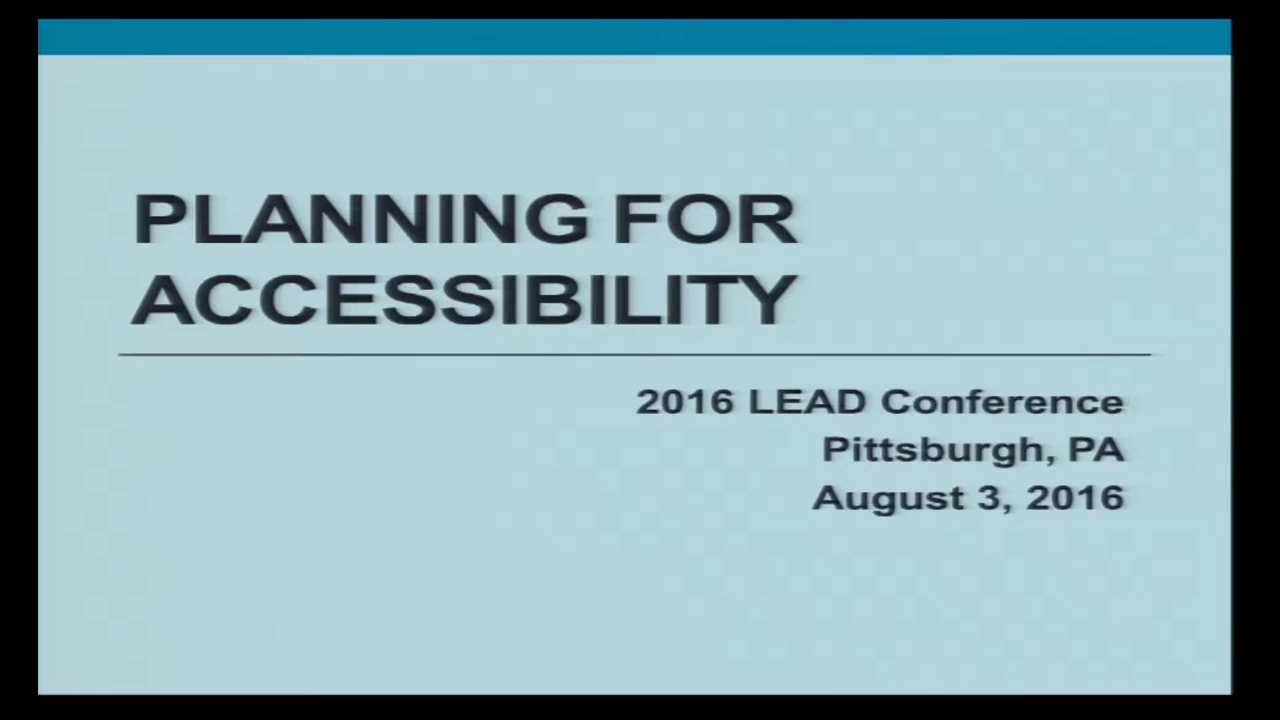 PLANNING FOR
ACCESSIBILITY
2016 LEAD Conference
Pittsburgh, PA
August 3, 2016